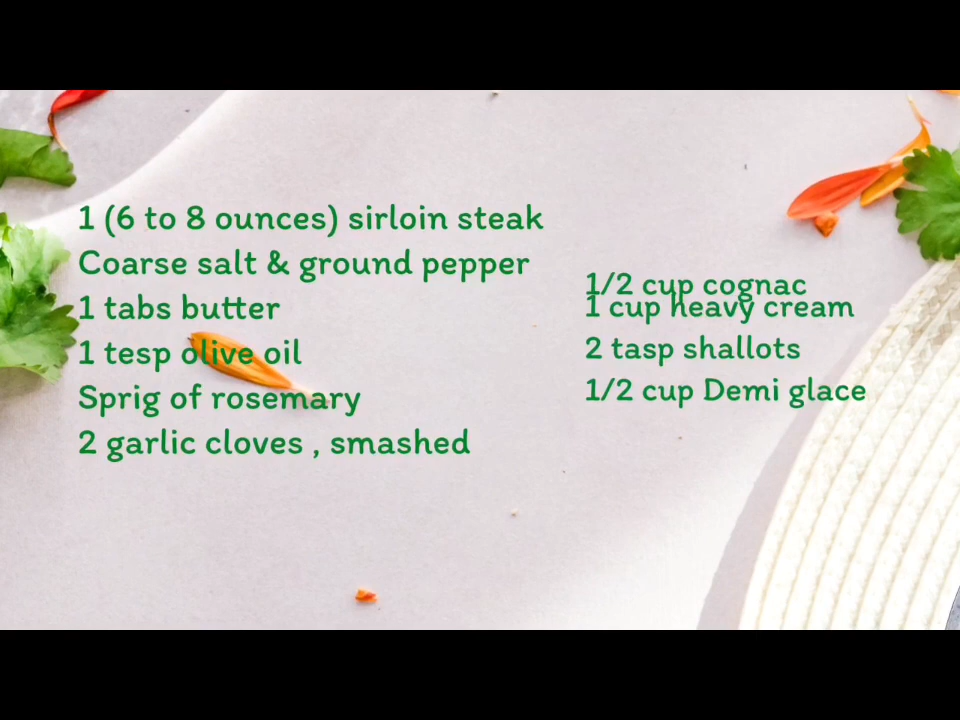 1 (6 to 8 ounces) sirloin steak
Coarse salt & ground pepper
1 tabs butter
1 tesp olive oil
Sprig of rosemary
2 garlic cloves , smashed
1/2 cup cognac
1 cup heavy cream
2 tasp shallots
1/2 cup Demi glace